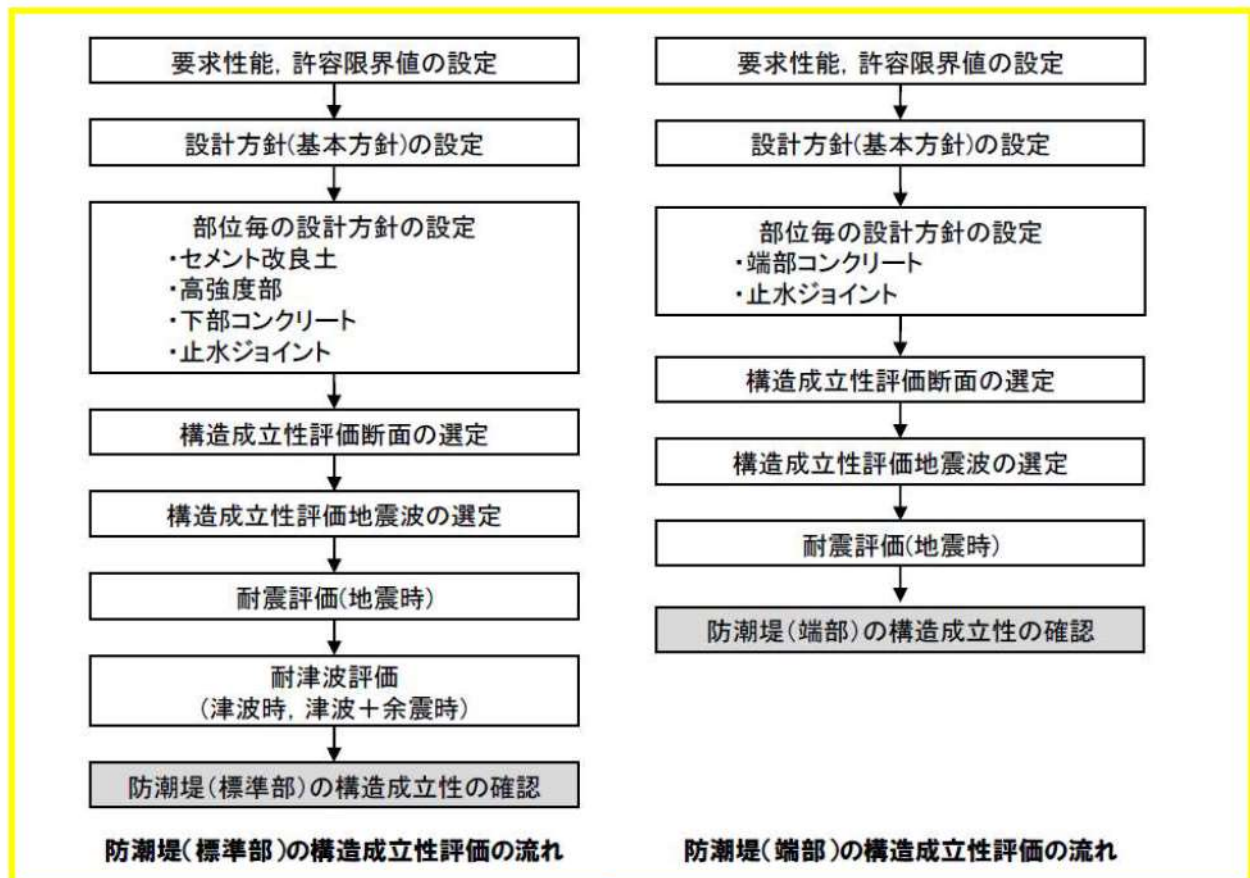 要求性能，許容限界値の設定
設計方針(基本方針)の設定
部位毎の設計方針の設定
・セメント改良土
・高強度部
・下部コンクリート
・止水ジョイント
構造成立性評価断面の選定
構造成立性評価地震波の選定
耐震評価(地震時)
耐津波評価
(津波時，津波＋余震時)
防潮堤(標準部)の構造成立性の確認
防潮堤(標準部)の構造成立性評価の流れ
要求性能，許容限界値の設定
設計方針(基本方針)の設定
部位毎の設計方針の設定
・端部コンクリート
・止水ジョイント
構造成立性評価断面の選定
構造成立性評価地震波の選定
耐震評価(地震時)
防潮堤(端部)の構造成立性の確認
防潮堤(端部)の構造成立性評価の流れ